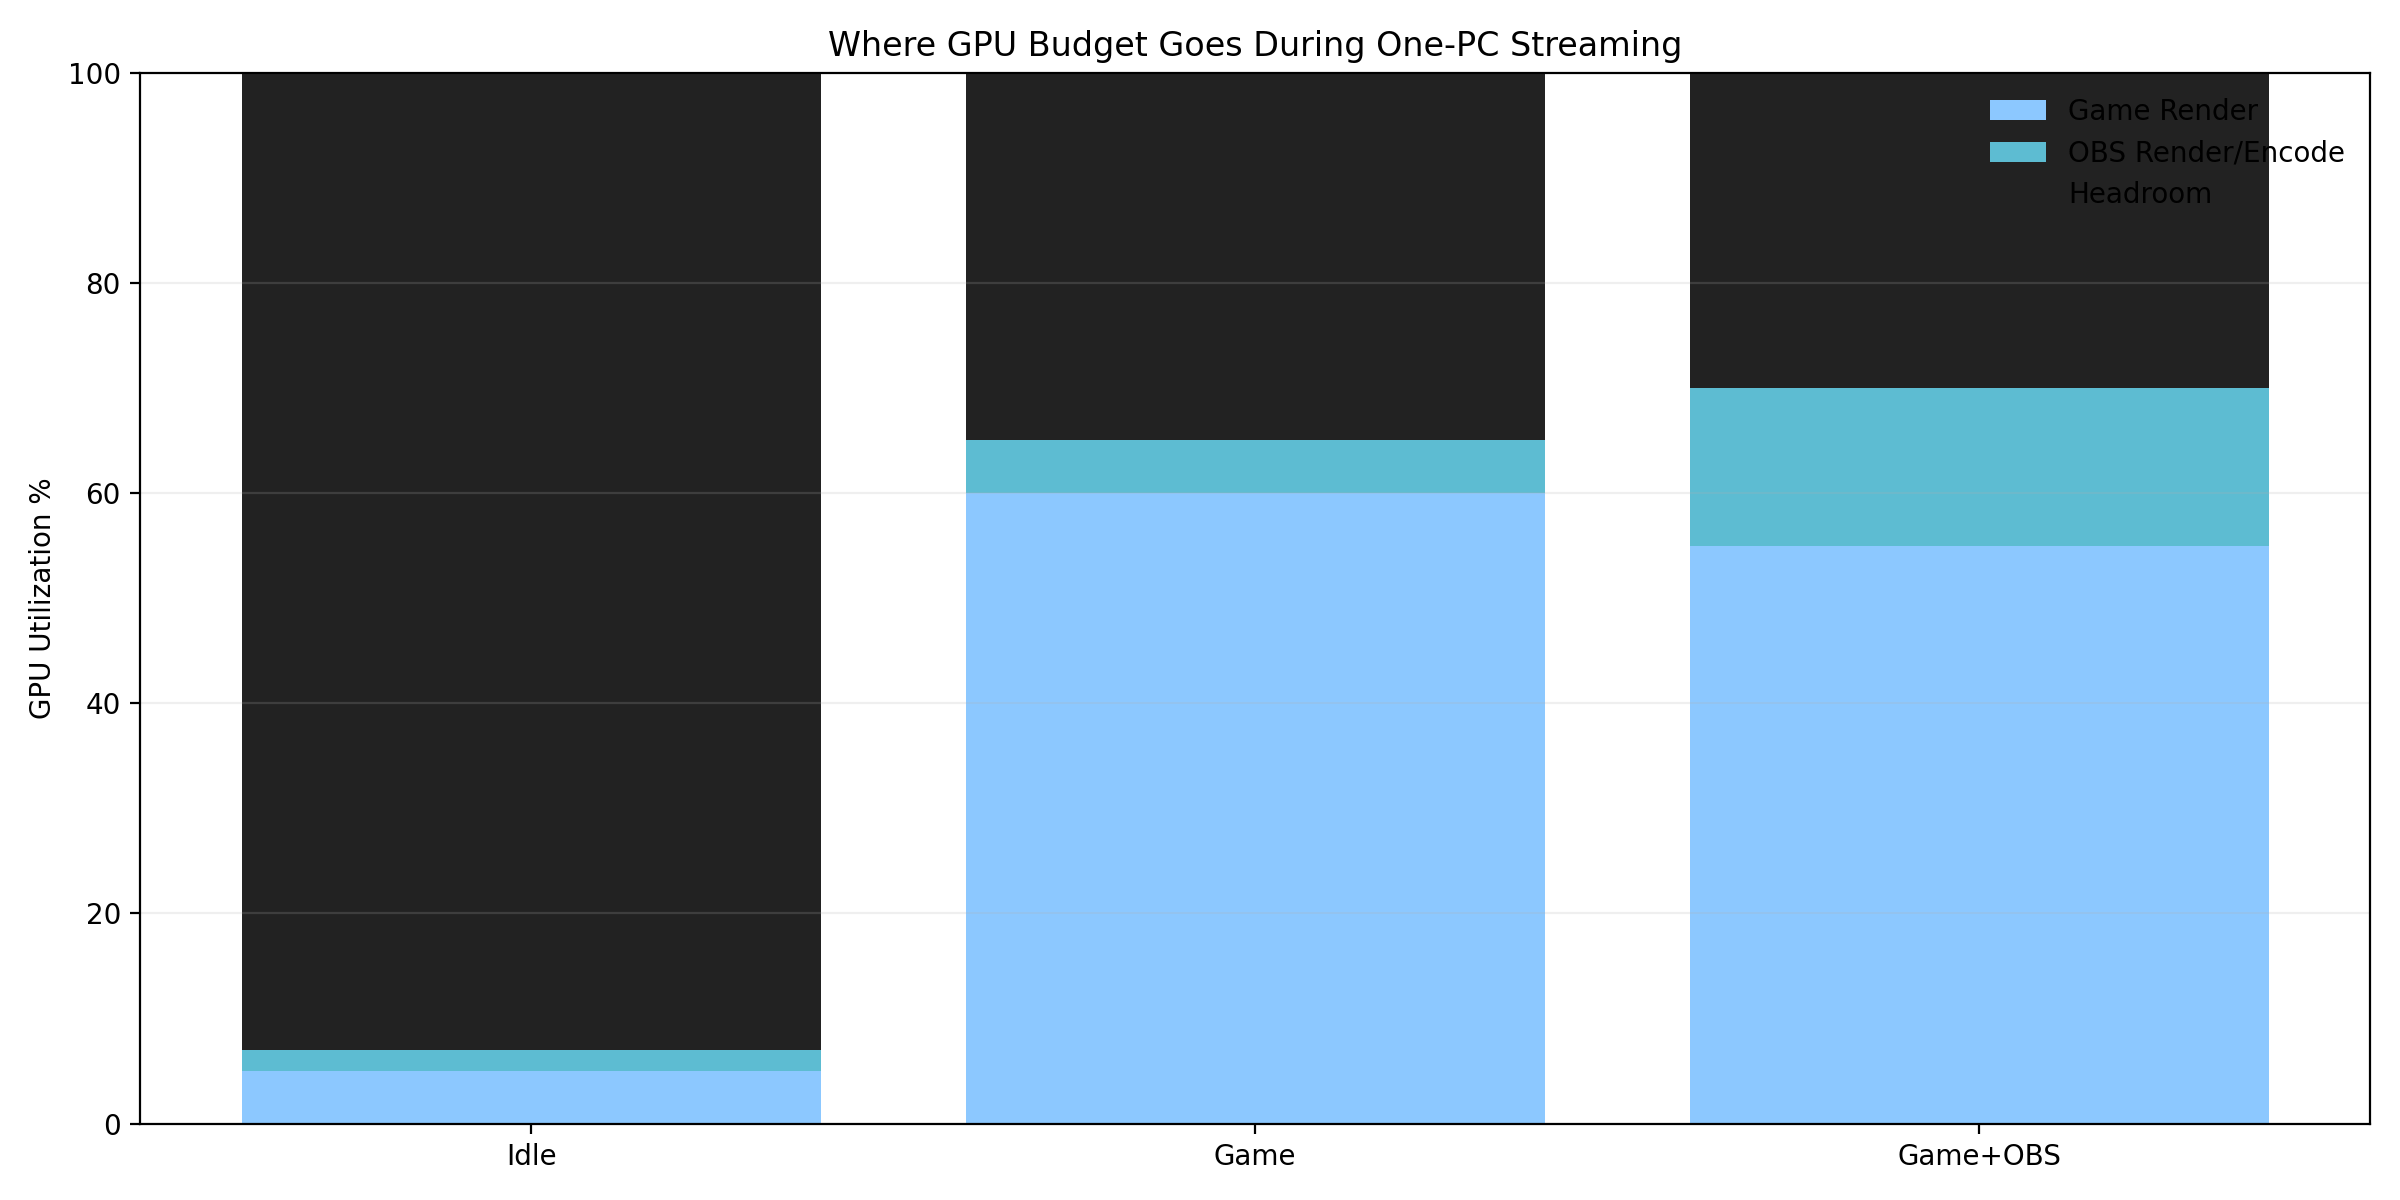 Where GPU Budget Goes During One-PC Streaming
100
80
60
40
20
0
GPU Utilization %
Game Render
OBS Render/Encode
Headroom
Idle
Game
Game+OBS